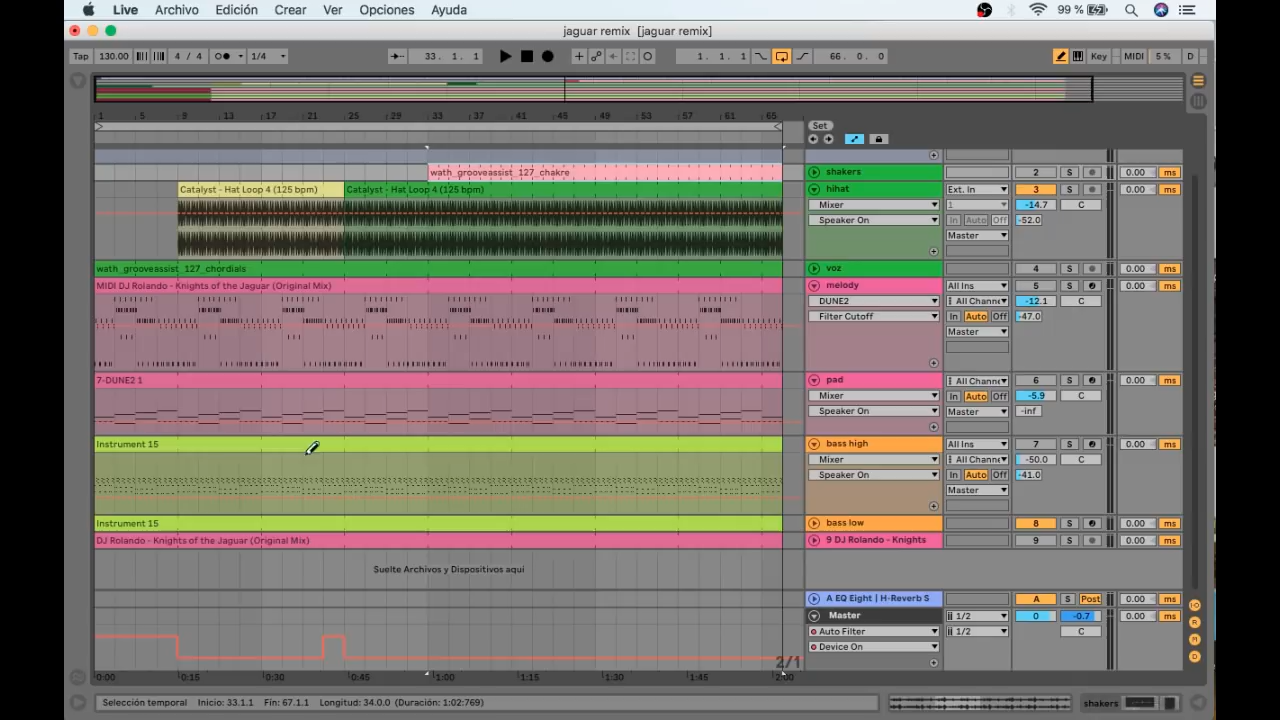 Live Archivo Edición Crear Ver Opciones Ayuda 99 %
jaguar remix [jaguar remix]
Tap 130.00 4 / 4 1/4 33. 1. 1 1. 1. 1 66. 0. 0 Key MIDI 5 % D
1 5 9 13 17 21 25 29 33 37 41 45 49 53 57 61 65
Set
wath_grooveassist_127_chakre shakers 2 S 0.00 ms
Catalyst - Hat Loop 4 (125 bpm) Catalyst - Hat Loop 4 (125 bpm) hihat Ext. In 3 S 0.00 ms
Mixer 1 -14.7 C
Speaker On In Auto Off -52.0
Master
wath_grooveassist_127_chordials voz 4 S 0.00 ms
MIDI DJ Rolando - Knights of the Jaguar (Original Mix) melody All Ins 5 S 0.00 ms
DUNE2 All Channe -12.1 C
Filter Cutoff In Auto Off -47.0
Master
7-DUNE2 1 pad All Channe 6 S 0.00 ms
Mixer In Auto Off -5.9 C
Speaker On Master -inf
Instrument 15 bass high All Ins 7 S 0.00 ms
Mixer All Channe -50.0 C
Speaker On In Auto Off -41.0
Master
Instrument 15 bass low 8 S 0.00 ms
DJ Rolando - Knights of the Jaguar (Original Mix) 9 DJ Rolando - Knights 9 S 0.00 ms
Suelte Archivos y Dispositivos aquí
A EQ Eight | H-Reverb S A S Post 0.00 ms
Master 1/2 0 -0.7 0.00 ms
Auto Filter 1/2 C
Device On
2/1
0:00 0:15 0:30 0:45 1:00 1:15 1:30 1:45 2:00
Selección temporal Inicio: 33.1.1 Fín: 67.1.1 Longitud: 34.0.0 (Duración: 1:02:769) shakers